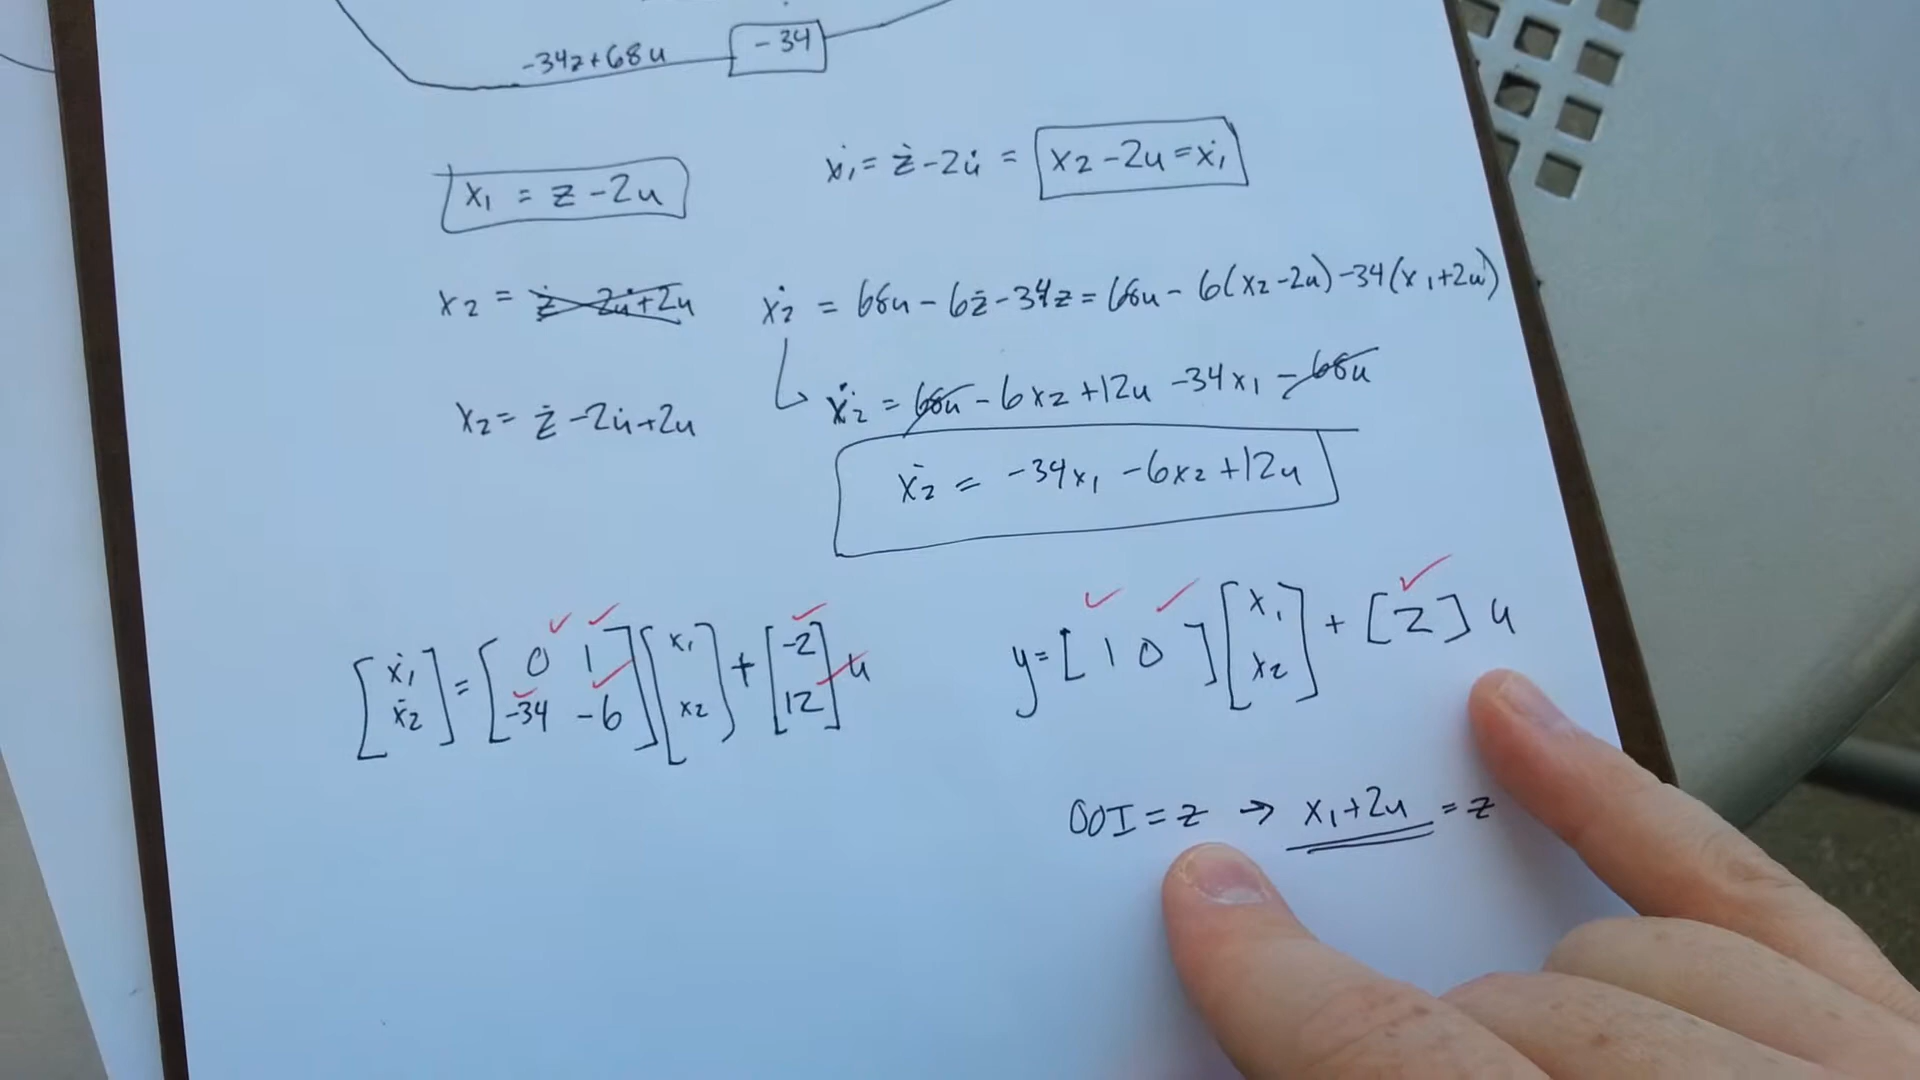 -34z+68u
-34
x₁ = z -2u
ẋ₁ = ż -2u̇ = x₂ -2u = ẋ₁
x₂ = ż -2u̇+2u
ẋ₂ = 68u - 6ż -34z = 68u - 6(x₂-2u) -34(x₁+2u)
ẋ₂ = 68u -6x₂ +12u -34x₁ -68u
x₂ = ż -2u̇+2u
ẋ₂ = -34x₁ -6x₂ +12u
[ẋ₁ ẋ₂] = [0 1 -34 -6] [x₁ x₂] + [-2 12] u
y= [1 0] [x₁ x₂] + [2] u
OOI = z → x₁+2u = z